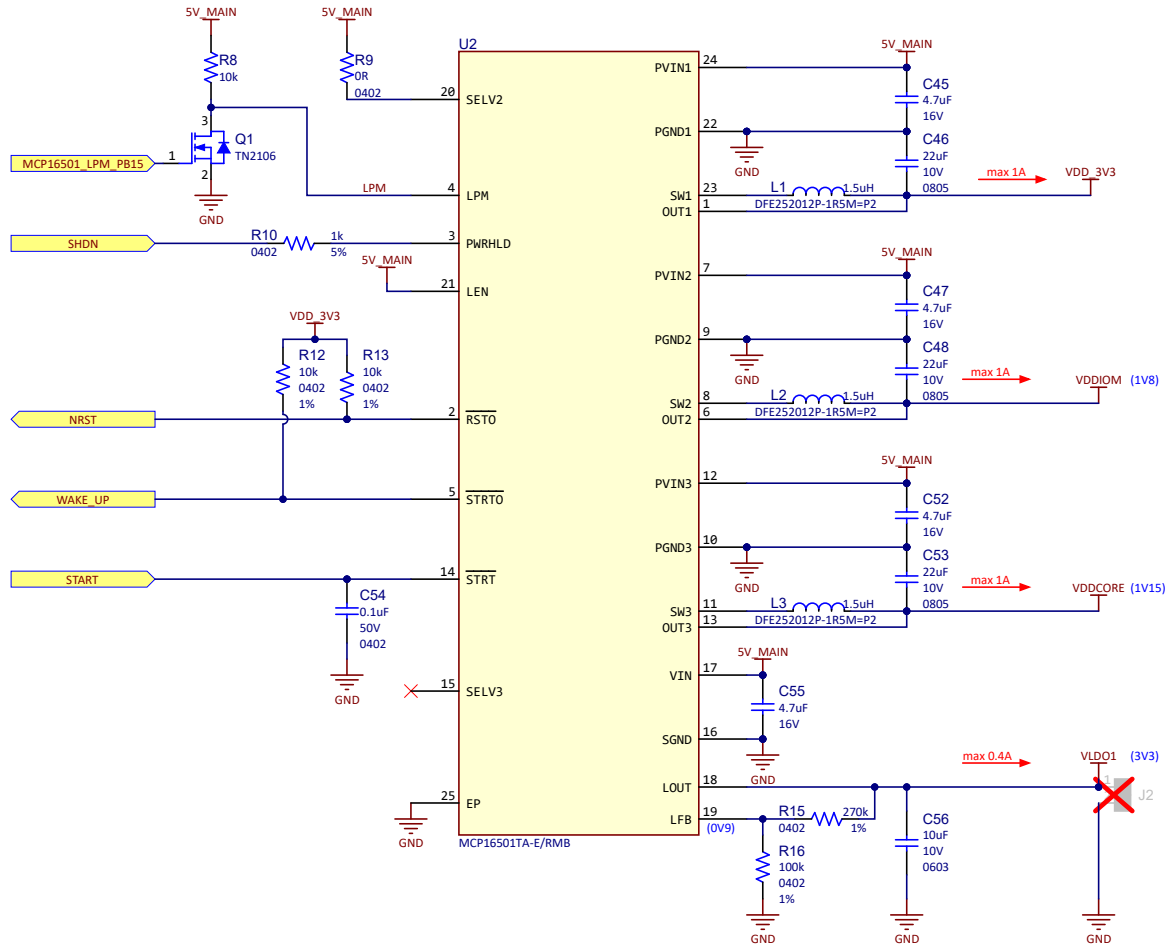 5V_MAIN
R8
10k
3
Q1
TN2106
1
2
GND
MCP16501_LPM_PB15
5V_MAIN
R9
0R
0402
LPM
SHDN
R10
0402
1k
5%
5V_MAIN
VDD_3V3
R12
10k
0402
1%
R13
10k
0402
1%
NRST
WAKE_UP
START
C54
0.1uF
50V
0402
GND
GND
U2
20
SELV2
4
LPM
3
PWRHLD
21
LEN
2
RSTO
5
STRTO
14
STRT
15
SELV3
25
EP
MCP16501TA-E/RMB
PVIN1
24
PGND1
22
SW1
23
OUT1
1
PVIN2
7
PGND2
9
SW2
8
OUT2
6
PVIN3
12
PGND3
10
SW3
11
OUT3
13
VIN
17
SGND
16
LOUT
18
LFB
19
(0V9)
5V_MAIN
C45
4.7uF
16V
GND
C46
22uF
10V
0805
L1
1.5uH
DFE252012P-1R5M=P2
max 1A
VDD_3V3
5V_MAIN
C47
4.7uF
16V
GND
C48
22uF
10V
0805
L2
1.5uH
DFE252012P-1R5M=P2
max 1A
VDDIOM (1V8)
5V_MAIN
C52
4.7uF
16V
GND
C53
22uF
10V
0805
L3
1.5uH
DFE252012P-1R5M=P2
max 1A
VDDCORE (1V15)
5V_MAIN
C55
4.7uF
16V
GND
max 0.4A
VLDO1 (3V3)
1
J2
R15
0402
270k
1%
R16
100k
0402
1%
C56
10uF
10V
0603
GND
GND
GND